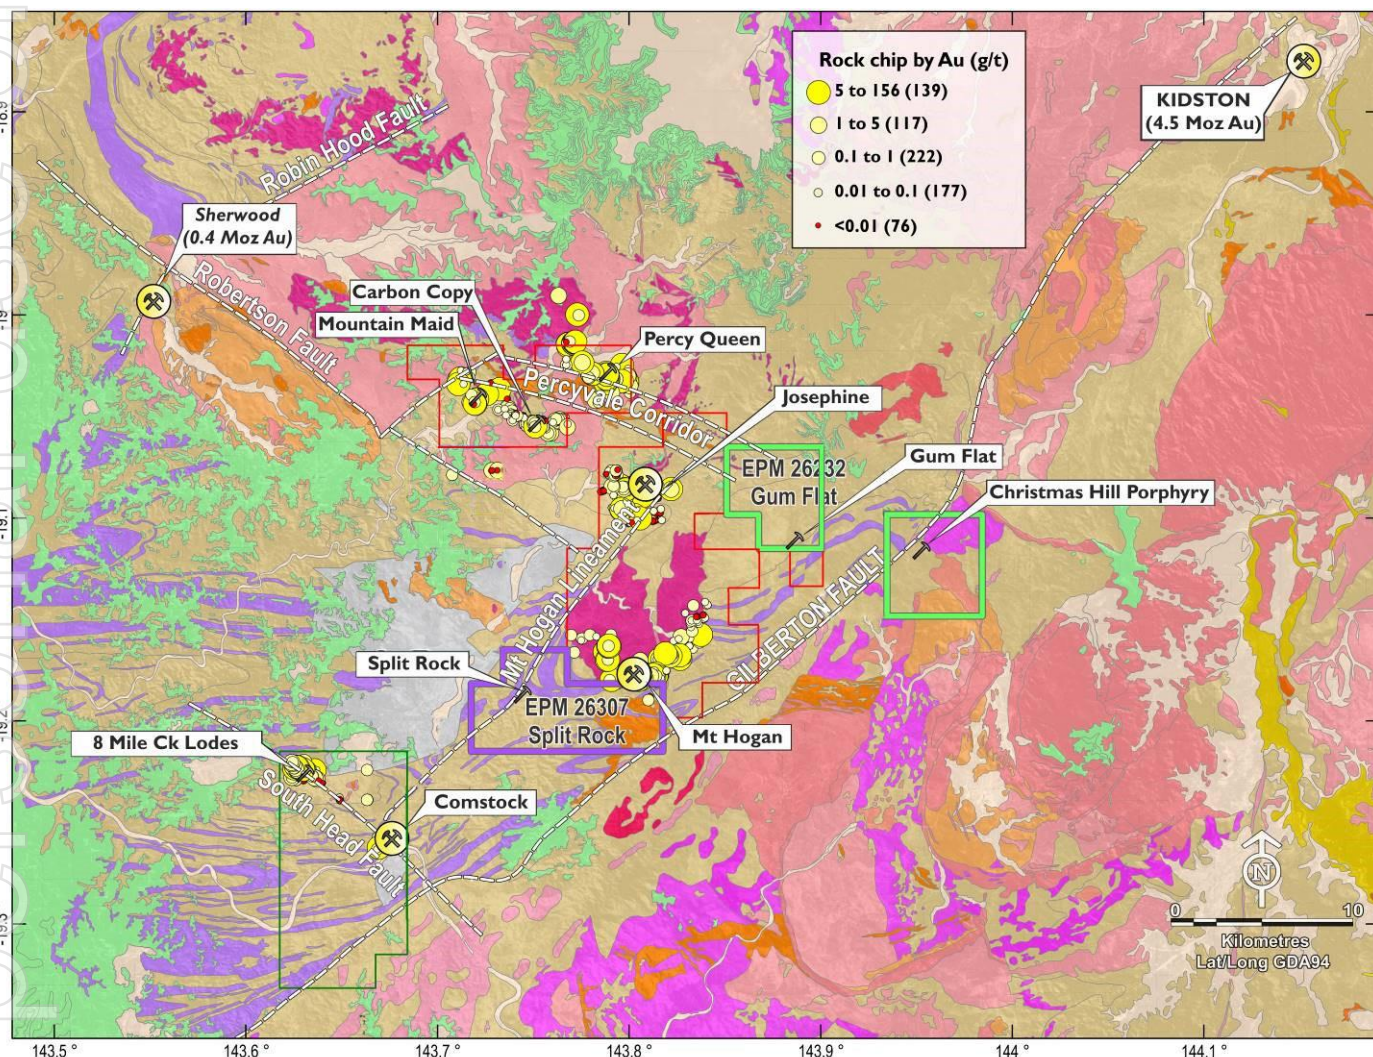 Rock chip by Au (g/t)
5 to 156 (139)
1 to 5 (117)
0.1 to 1 (222)
0.01 to 0.1 (177)
<0.01 (76)
KIDSTON
(4.5 Moz Au)
Robin Hood Fault
Sherwood
(0.4 Moz Au)
Robertson Fault
Carbon Copy
Mountain Maid
Percy Queen
Percyvale Corridor
Josephine
EPM 26232
Gum Flat
Gum Flat
Christmas Hill Porphyry
Mt Hogan Lineament
GILBERTON FAULT
Split Rock
EPM 26307
Split Rock
Mt Hogan
8 Mile Ck Lodes
South Head Fault
Comstock
N
0 10
Kilometres
Lat/Long GDA94
-18.9
-19
-19.1
-19.2
-19.3
143.5 °
143.6 °
143.7 °
143.8 °
143.9 °
144 °
144.1 °